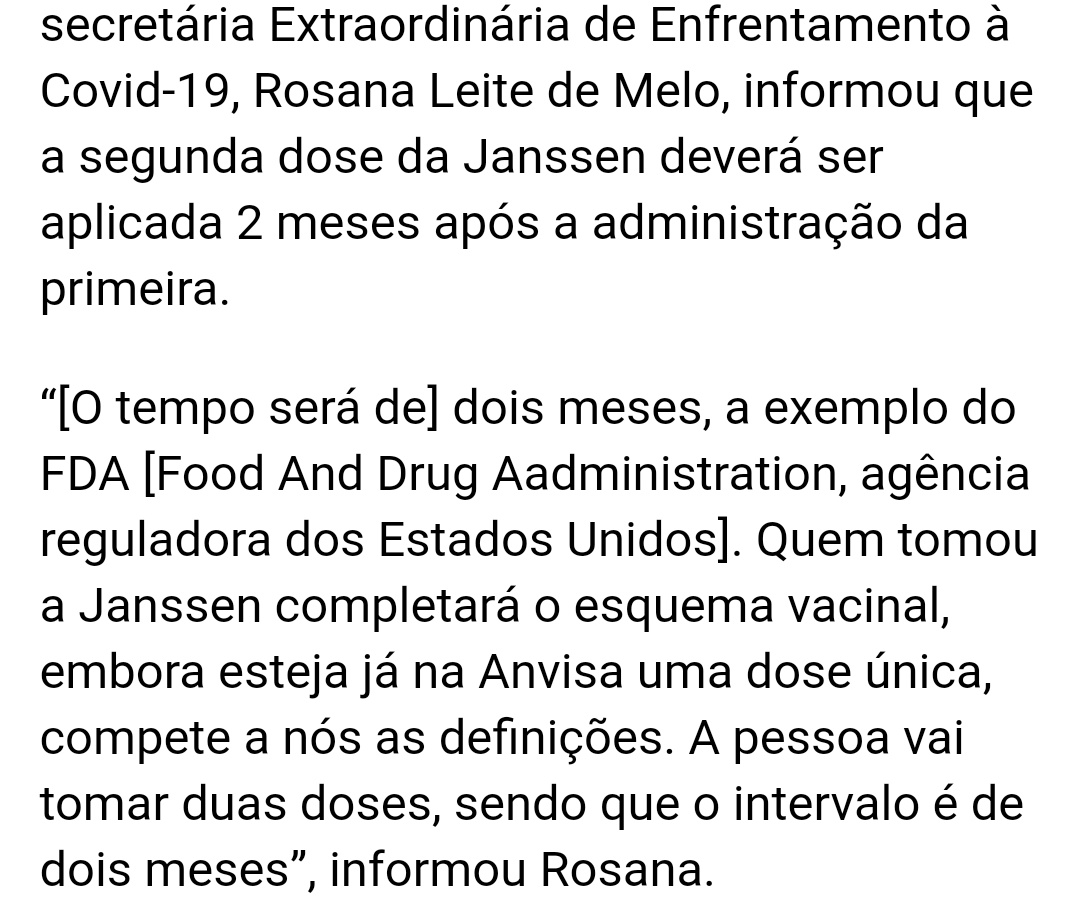 secretária Extraordinária de Enfrentamento à
Covid-19, Rosana Leite de Melo, informou que
a segunda dose da Janssen deverá ser
aplicada 2 meses após a administração da
primeira.
“[O tempo será de] dois meses, a exemplo do
FDA [Food And Drug Aadministration, agência
reguladora dos Estados Unidos]. Quem tomou
a Janssen completará o esquema vacinal,
embora esteja já na Anvisa uma dose única,
compete a nós as definições. A pessoa vai
tomar duas doses, sendo que o intervalo é de
dois meses”, informou Rosana.